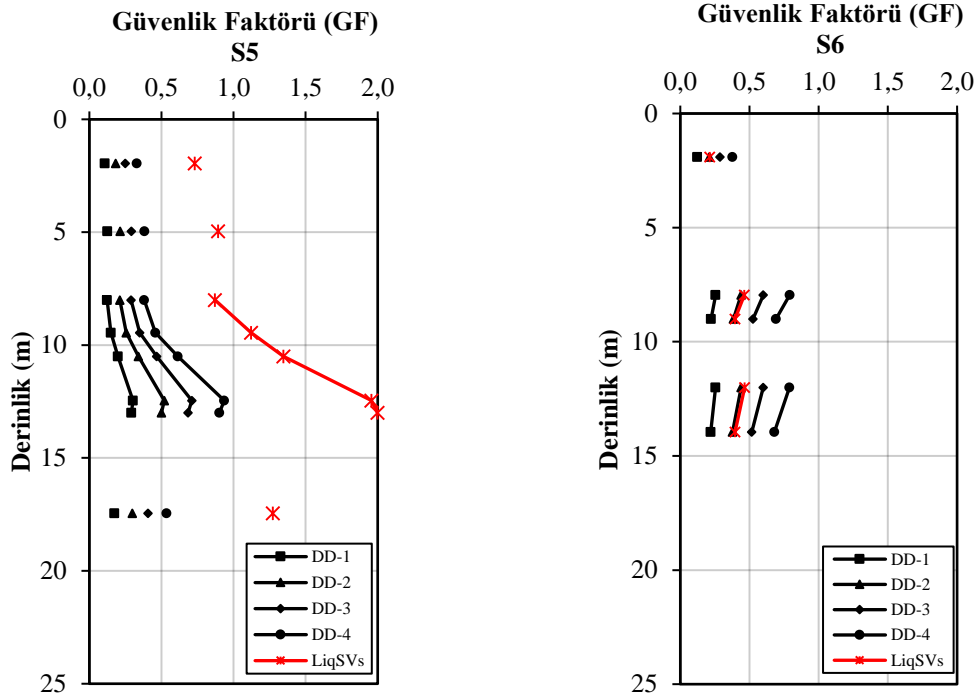 Güvenlik Faktörü (GF)
S5
0,0 0,5 1,0 1,5 2,0
0
5
10
15
20
25
Derinlik (m)
DD-1
DD-2
DD-3
DD-4
LiqSVs
Güvenlik Faktörü (GF)
S6
0,0 0,5 1,0 1,5 2,0
0
5
10
15
20
25
Derinlik (m)
DD-1
DD-2
DD-3
DD-4
LiqSVs